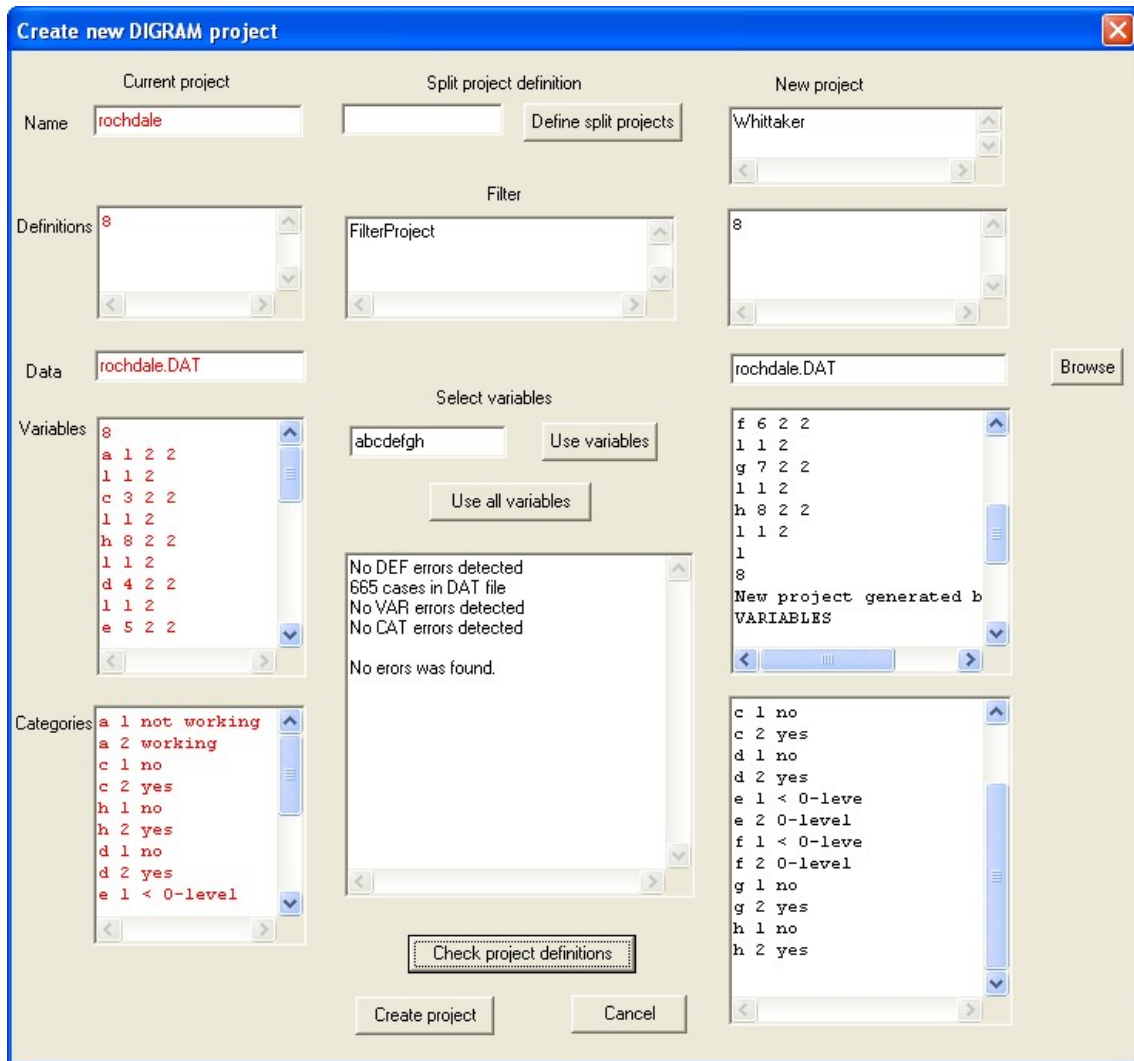 Create new DIGRAM project
Current project
Split project definition
New project
Name
rochdale
Define split projects
Whittaker
Filter
Definitions
8
FilterProject
8
Data
rochdale.DAT
rochdale.DAT
Browse
Select variables
Variables
8
a 1 2 2
1 1 2
c 3 2 2
1 1 2
h 8 2 2
1 1 2
d 4 2 2
1 1 2
e 5 2 2
abcdefgh
Use variables
Use all variables
f 6 2 2
1 1 2
g 7 2 2
1 1 2
h 8 2 2
1 1 2
1
8
New project generated b
VARIABLES
No DEF errors detected
665 cases in DAT file
No VAR errors detected
No CAT errors detected
No erors was found.
Categories
a 1 not working
a 2 working
c 1 no
c 2 yes
h 1 no
h 2 yes
d 1 no
d 2 yes
e 1 < O-level
c 1 no
c 2 yes
d 1 no
d 2 yes
e 1 < O-leve
e 2 O-level
f 1 < O-leve
f 2 O-level
g 1 no
g 2 yes
h 1 no
h 2 yes
Check project definitions
Create project
Cancel